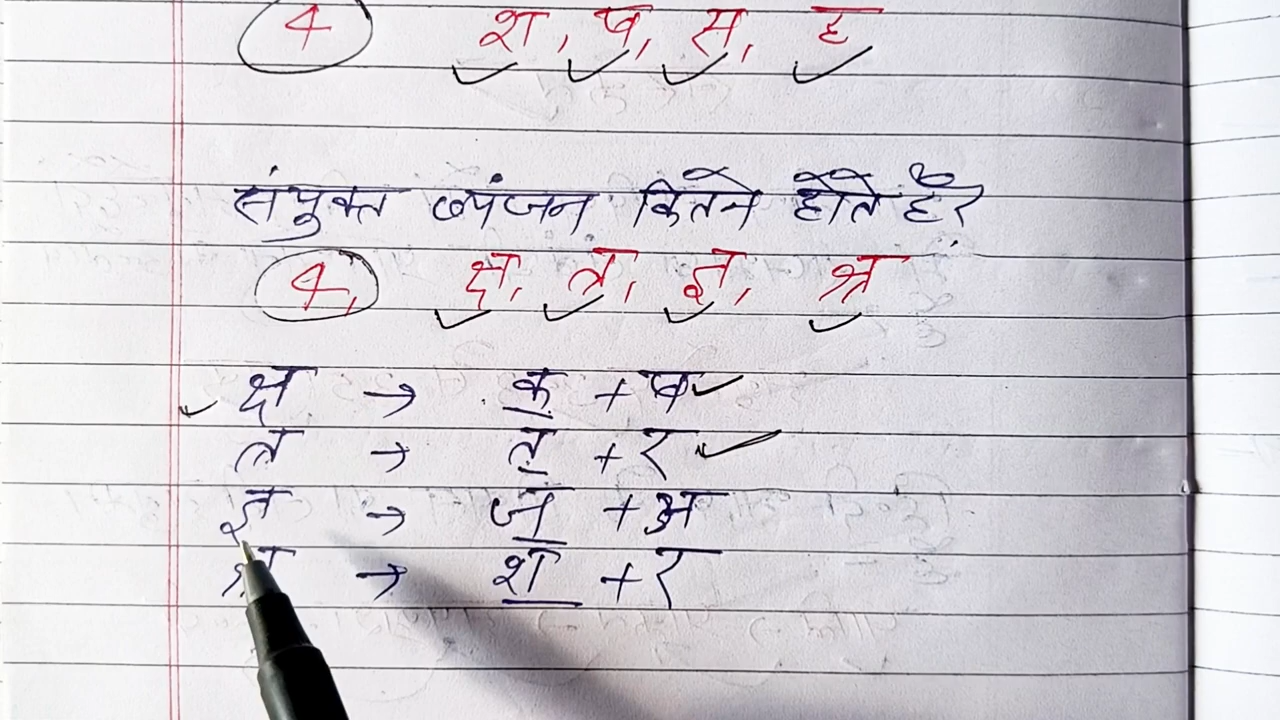 4 श, ष, स, ह
संयुक्त व्यंजन कितने होते हैं?
4, क्ष, त्र, ज्ञ, श्र
क्ष → क् + ष
त्र → त् + र
ज्ञ → ज् + अ
श्र → श् + र